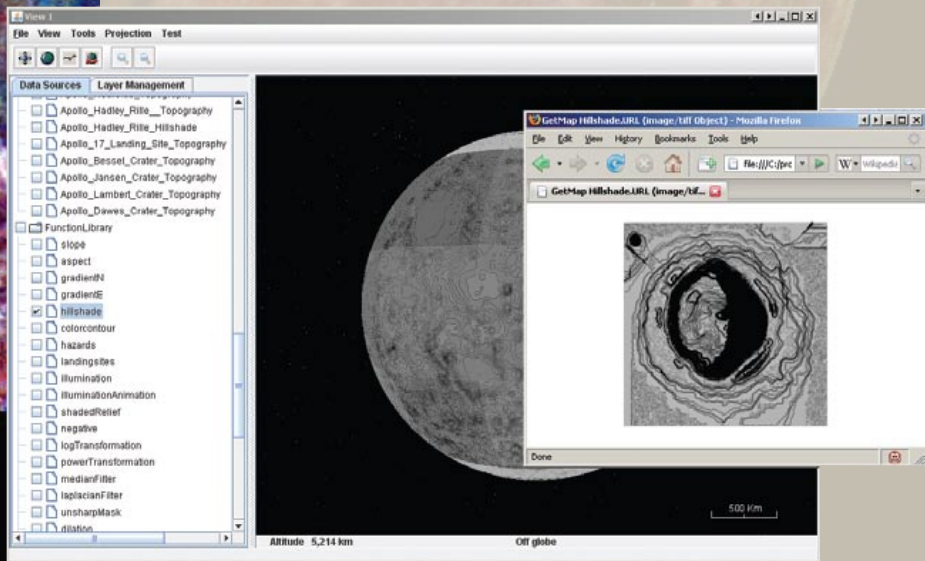 View 1
File View Tools Projection Test
Data Sources Layer Management
Apollo_Hadley_Rille__Topography
Apollo_Hadley_Rille_Hillshade
Apollo_17_Landing_Site_Topography
Apollo_Bessel_Crater_Topography
Apollo_Jansen_Crater_Topography
Apollo_Lambert_Crater_Topography
Apollo_Dawes_Crater_Topography
FunctionLibrary
slope
aspect
gradientN
gradientE
hillshade
colorcontour
hazards
landingsites
illumination
illuminationAnimation
shadedRelief
negative
logTransformation
powerTransformation
medianFilter
laplacianFilter
unsharpMask
dilation
500 Km
Altitude 5,214 km Off globe
GetMap Hillshade.URL (image/tiff Object) - Mozilla Firefox
File Edit View History Bookmarks Tools Help
file:///C:/prc W Wikipedi
GetMap Hillshade.URL (image/tif...
Done